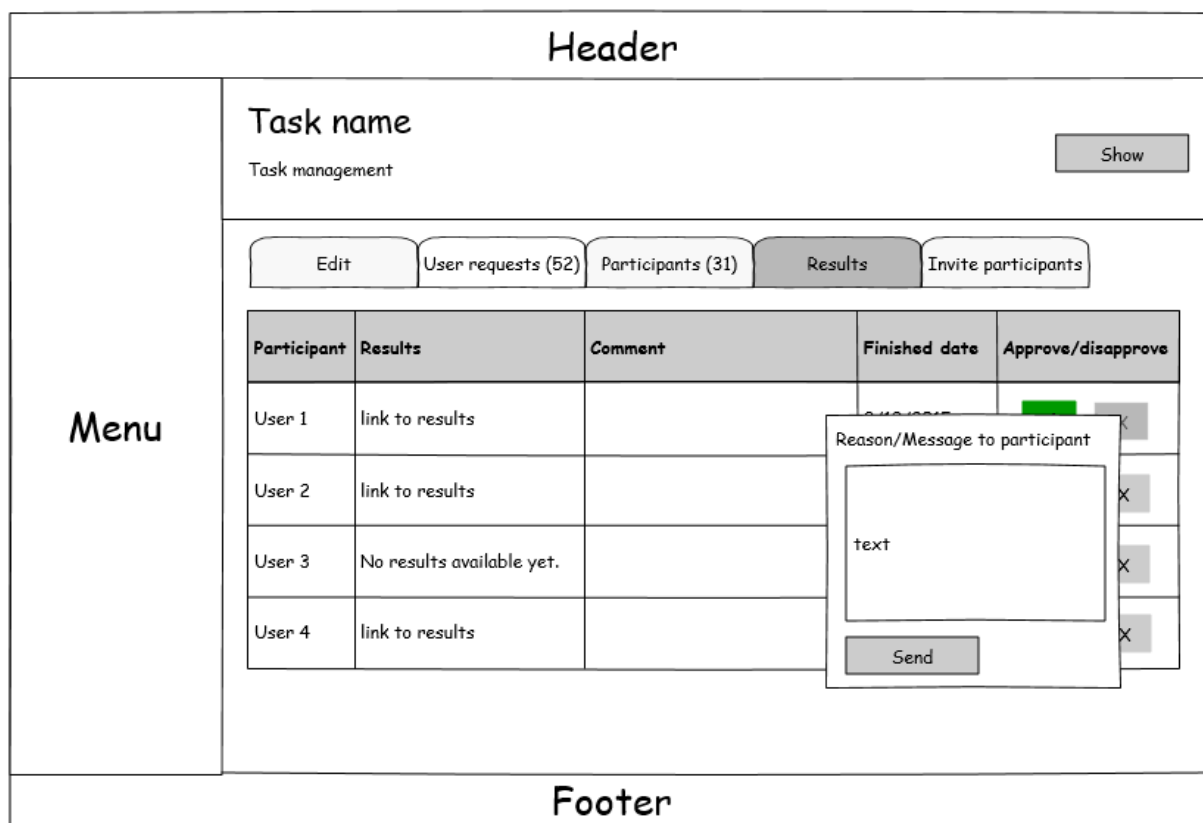 Header
Task name
Task management
Show
Menu
Edit
User requests (52)
Participants (31)
Results
Invite participants
Participant Results Comment Finished date Approve/disapprove
User 1 link to results
User 2 link to results X
User 3 No results available yet. X
User 4 link to results X
Reason/Message to participant
text
Send
Footer